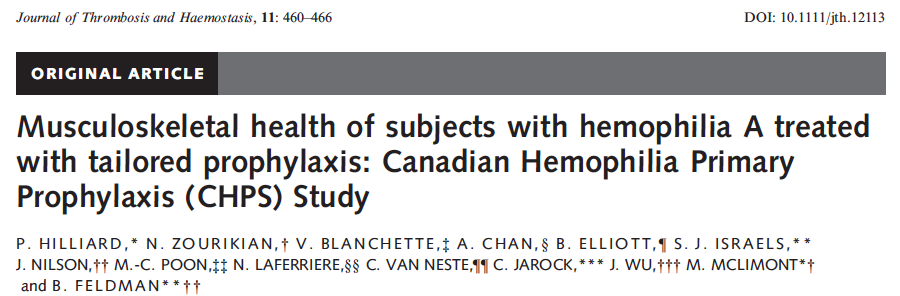 Journal of Thrombosis and Haemostasis, 11: 460–466
DOI: 10.1111/jth.12113
ORIGINAL ARTICLE
Musculoskeletal health of subjects with hemophilia A treated
with tailored prophylaxis: Canadian Hemophilia Primary
Prophylaxis (CHPS) Study
P. HILLIARD,* N. ZOURIKIAN,† V. BLANCHETTE,‡ A. CHAN,§ B. ELLIOTT,¶ S. J. ISRAELS,**
J. NILSON,†† M.-C. POON,‡‡ N. LAFERRIERE,§§ C. VAN NESTE,¶¶ C. JAROCK,*** J. WU,††† M. MCLIMONT*†
and B. FELDMAN**††